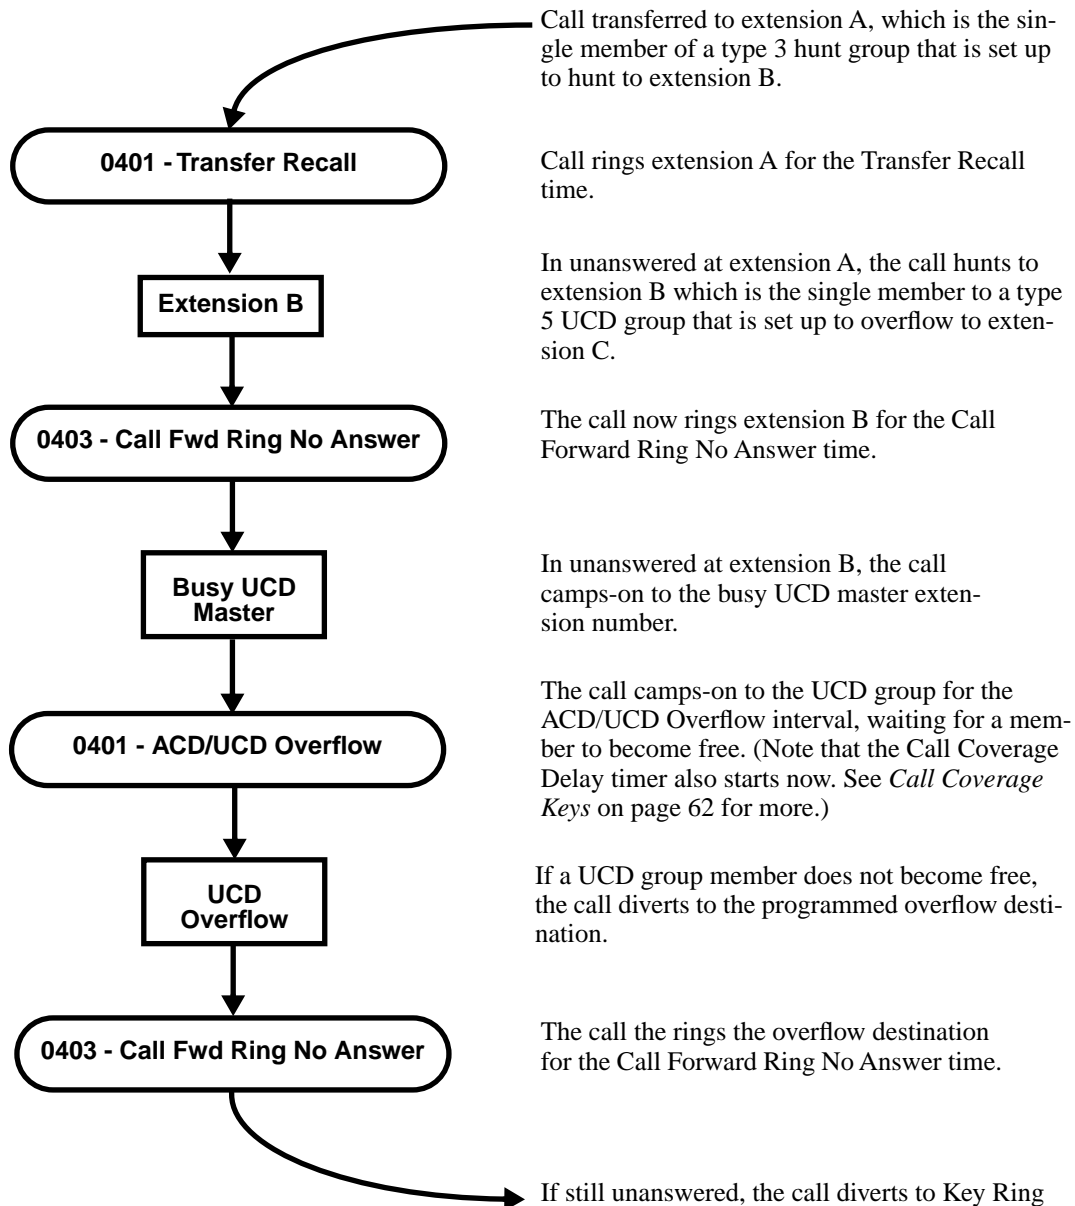 Call transferred to extension A, which is the sin-
gle member of a type 3 hunt group that is set up
to hunt to extension B.
0401 - Transfer Recall
Call rings extension A for the Transfer Recall
time.
Extension B
In unanswered at extension A, the call hunts to
extension B which is the single member to a type
5 UCD group that is set up to overflow to exten-
sion C.
0403 - Call Fwd Ring No Answer
The call now rings extension B for the Call
Forward Ring No Answer time.
Busy UCD
Master
In unanswered at extension B, the call
camps-on to the busy UCD master exten-
sion number.
0401 - ACD/UCD Overflow
The call camps-on to the UCD group for the
ACD/UCD Overflow interval, waiting for a mem-
ber to become free. (Note that the Call Coverage
Delay timer also starts now. See Call Coverage
Keys on page 62 for more.)
UCD
Overflow
If a UCD group member does not become free,
the call diverts to the programmed overflow desti-
nation.
0403 - Call Fwd Ring No Answer
The call the rings the overflow destination
for the Call Forward Ring No Answer time.
If still unanswered, the call diverts to Key Ring